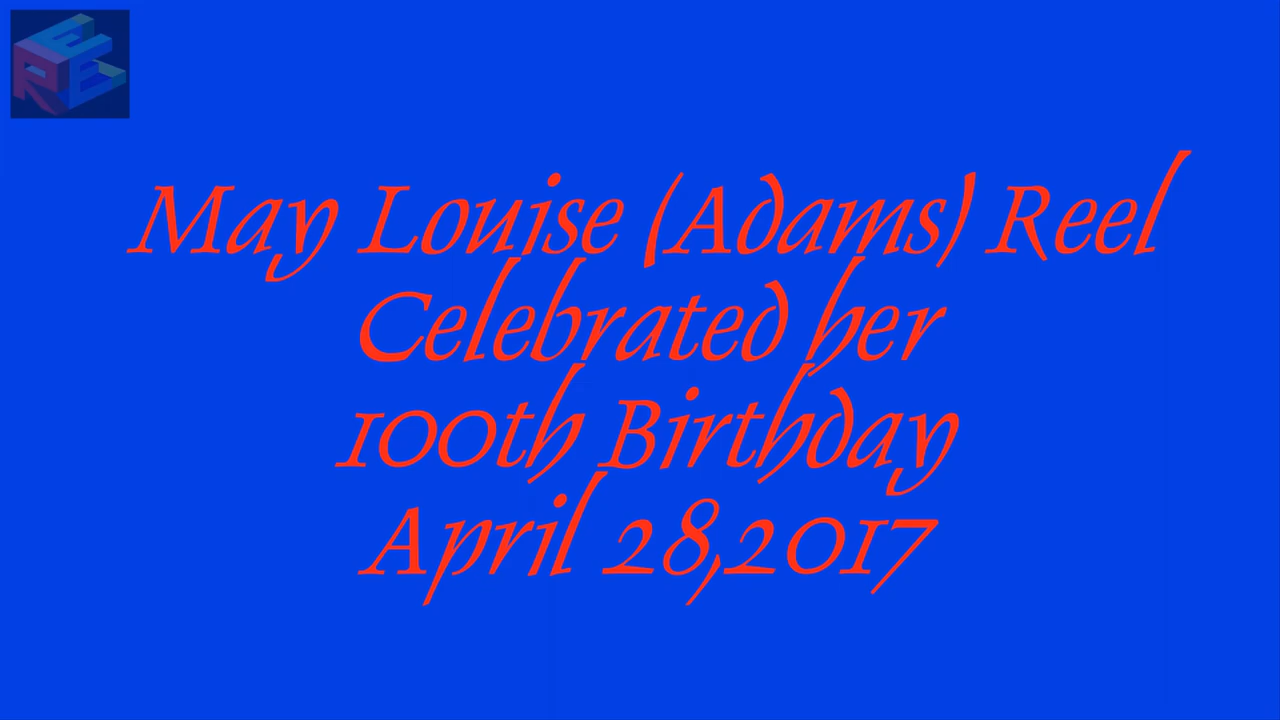 May Louise (Adams) Reel
Celebrated her
100th Birthday
April 28,2017